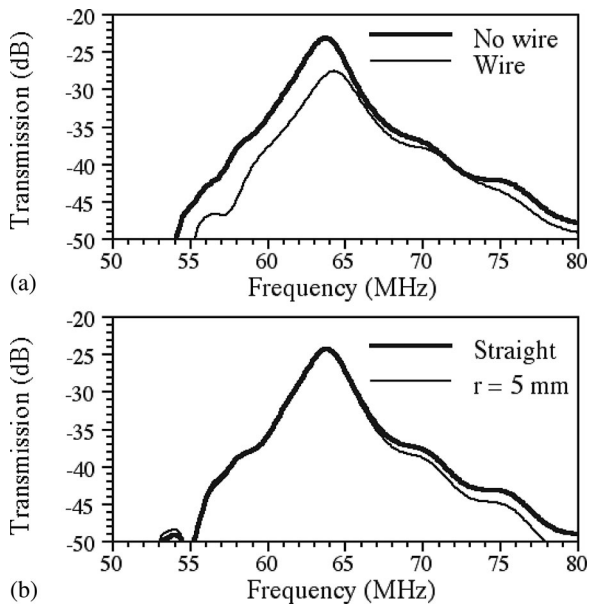 Transmission (dB)
-20
-25
-30
-35
-40
-45
-50
No wire
Wire
50 55 60 65 70 75 80
(a) Frequency (MHz)
Transmission (dB)
-20
-25
-30
-35
-40
-45
-50
Straight
r = 5 mm
50 55 60 65 70 75 80
(b) Frequency (MHz)